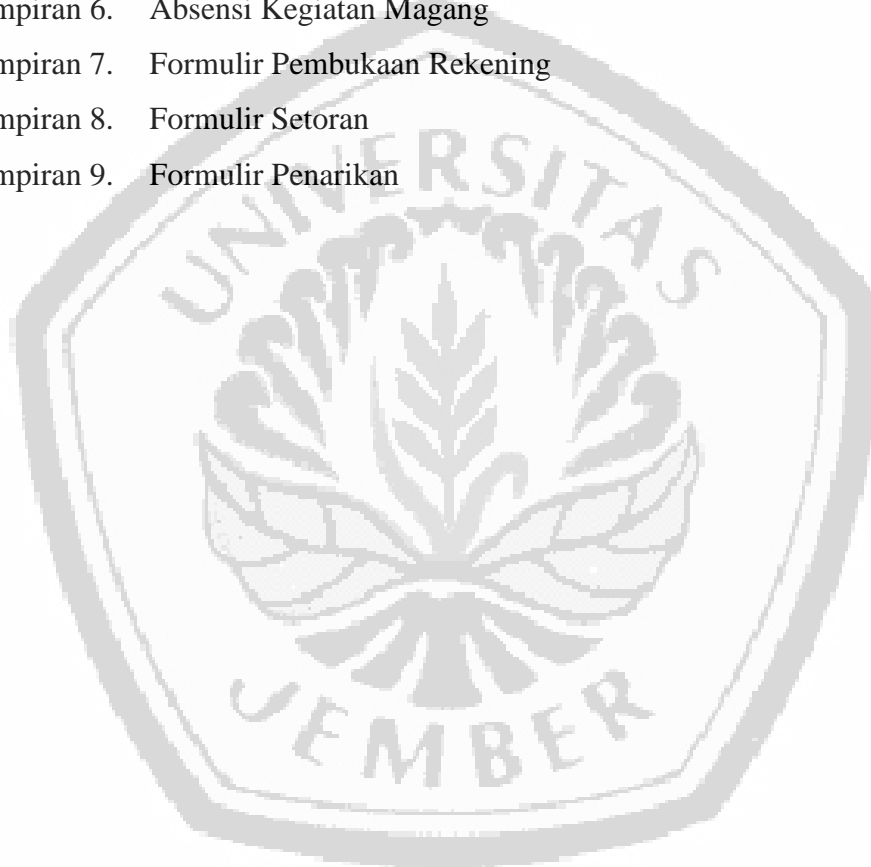 mpiran 6. Absensi Kegiatan Magang
mpiran 7. Formulir Pembukaan Rekening
mpiran 8. Formulir Setoran
mpiran 9. Formulir Penarikan
UNIVERSITAS
JEMBER